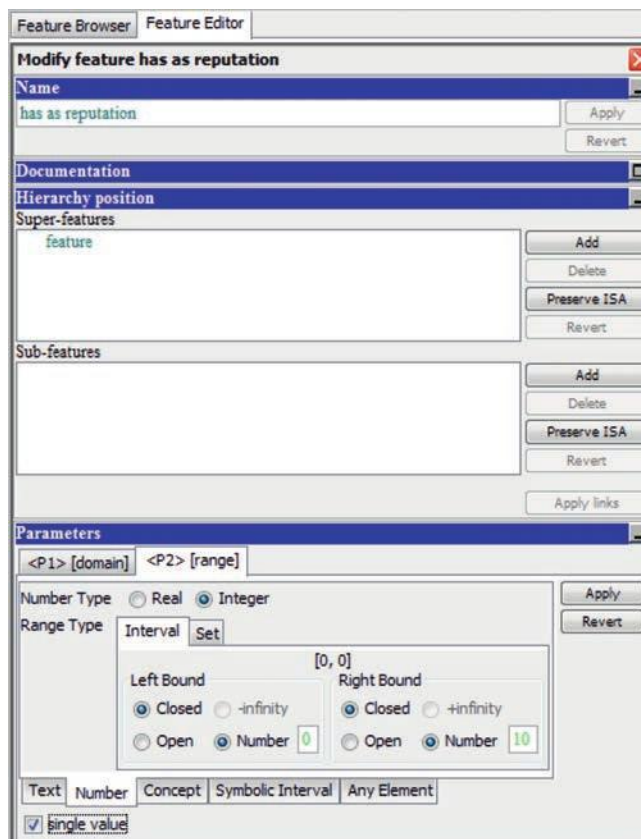 Feature Browser Feature Editor
Modify feature has as reputation
Name
has as reputation Apply
Revert
Documentation
Hierarchy position
Super-features
feature Add
Delete
Preserve ISA
Revert
Sub-features
Add
Delete
Preserve ISA
Revert
Apply links
Parameters
<P1> [domain] <P2> [range]
Number Type Real Integer Apply
Range Type Interval Set Revert
[0, 0]
Left Bound Right Bound
Closed -infinity Closed +infinity
Open Number 0 Open Number 10
Text Number Concept Symbolic Interval Any Element
single value